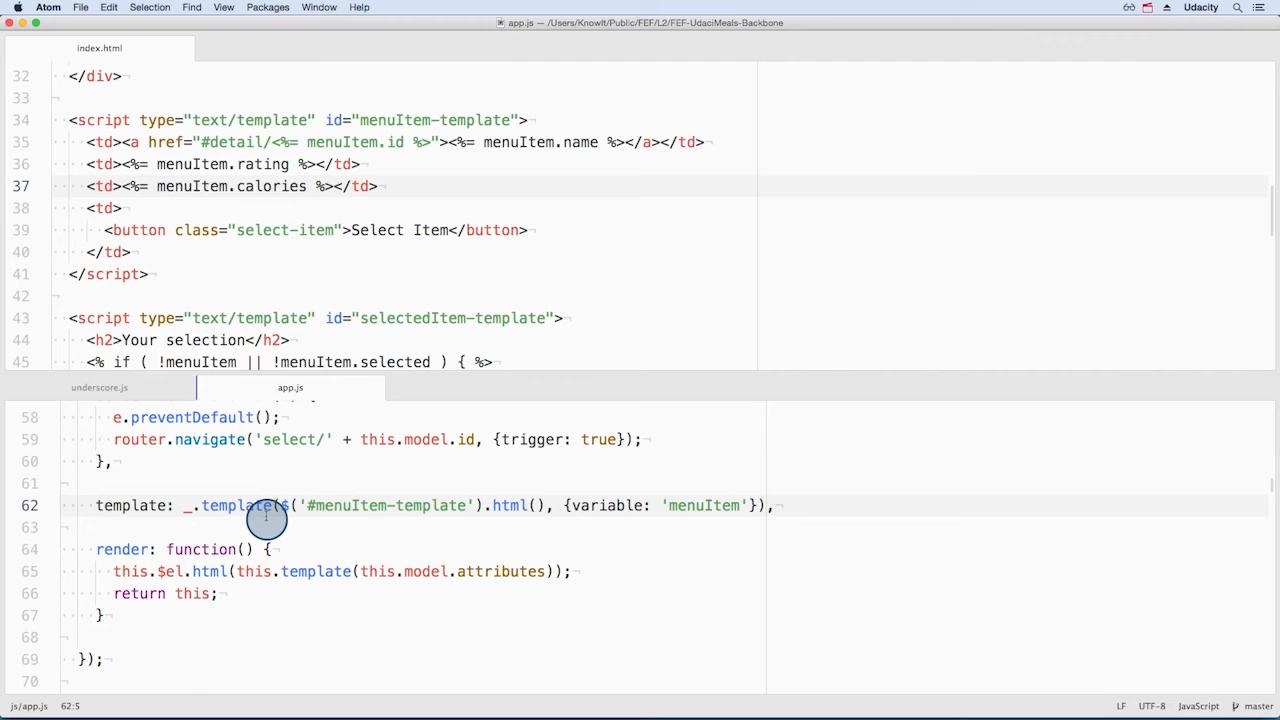 Atom File Edit Selection Find View Packages Window Help Udacity
app.js — /Users/KnowIt/Public/FEF/L2/FEF-UdaciMeals-Backbone
index.html
32 </div>
33
34 <script type="text/template" id="menuItem-template">
35 <td><a href="#detail/<%= menuItem.id %>"><%= menuItem.name %></a></td>
36 <td><%= menuItem.rating %></td>
37 <td><%= menuItem.calories %></td>
38 <td>
39 <button class="select-item">Select Item</button>
40 </td>
41 </script>
42
43 <script type="text/template" id="selectedItem-template">
44 <h2>Your selection</h2>
45 <% if ( !menuItem || !menuItem.selected ) { %>
underscore.js app.js
58 e.preventDefault();
59 router.navigate('select/' + this.model.id, {trigger: true});
60 },
61
62 template: _.template($('#menuItem-template').html(), {variable: 'menuItem'}),
63
64 render: function() {
65 this.$el.html(this.template(this.model.attributes));
66 return this;
67 }
68
69 });
70
js/app.js 62:5 LF UTF-8 JavaScript master